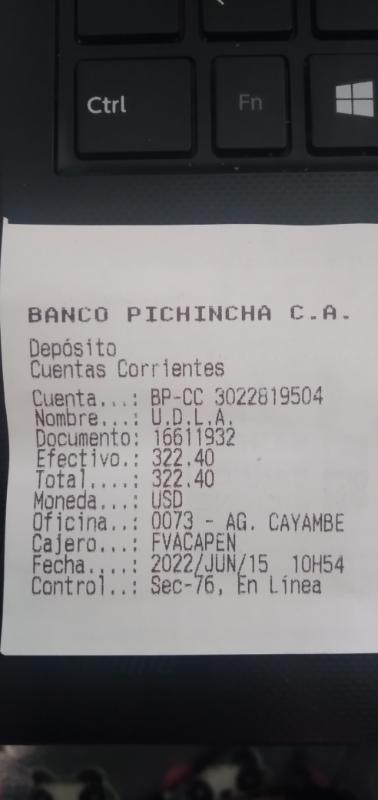 Ctrl
Fn
BANCO PICHINCHA C.A.
Depósito
Cuentas Corrientes
Cuenta...: BP-CC 3022819504
Nombre...: U.D.L.A.
Documento: 16611932
Efectivo.: 322.40
Total....: 322.40
Moneda...: USD
Oficina..: 0073 - AG. CAYAMBE
Cajero...: FVACAPEN
Fecha....: 2022/JUN/15  10H54
Control..: Sec-76, En Línea